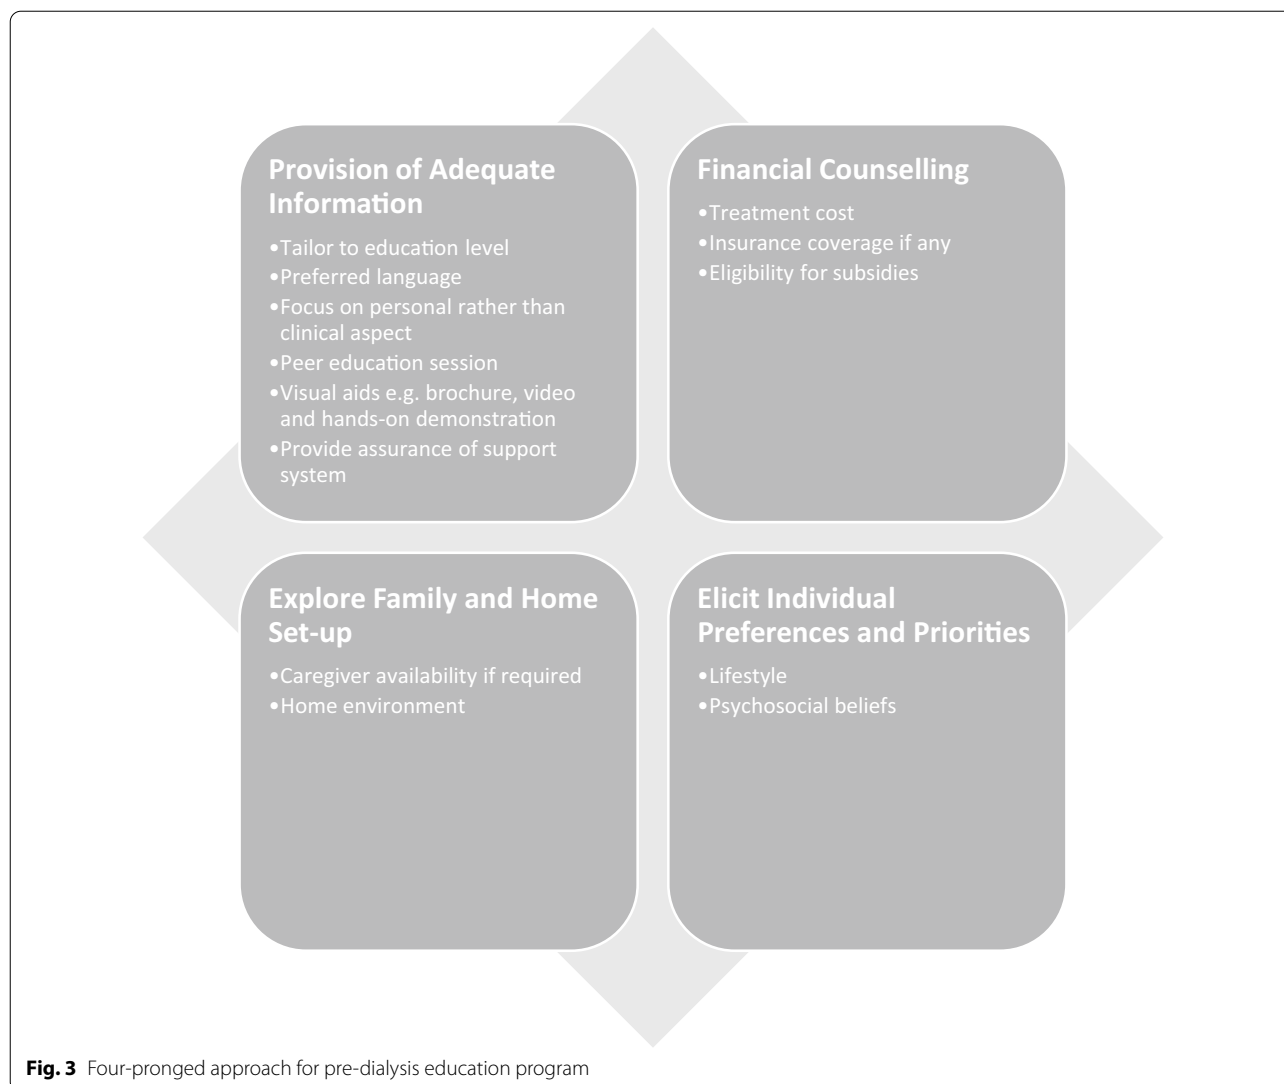 Provision of Adequate
Information
•Tailor to education level
•Preferred language
•Focus on personal rather than
clinical aspect
•Peer education session
•Visual aids e.g. brochure, video
and hands-on demonstration
•Provide assurance of support
system
Financial Counselling
•Treatment cost
•Insurance coverage if any
•Eligibility for subsidies
Explore Family and Home
Set-up
•Caregiver availability if required
•Home environment
Elicit Individual
Preferences and Priorities
•Lifestyle
•Psychosocial beliefs
Fig. 3 Four-pronged approach for pre-dialysis education program